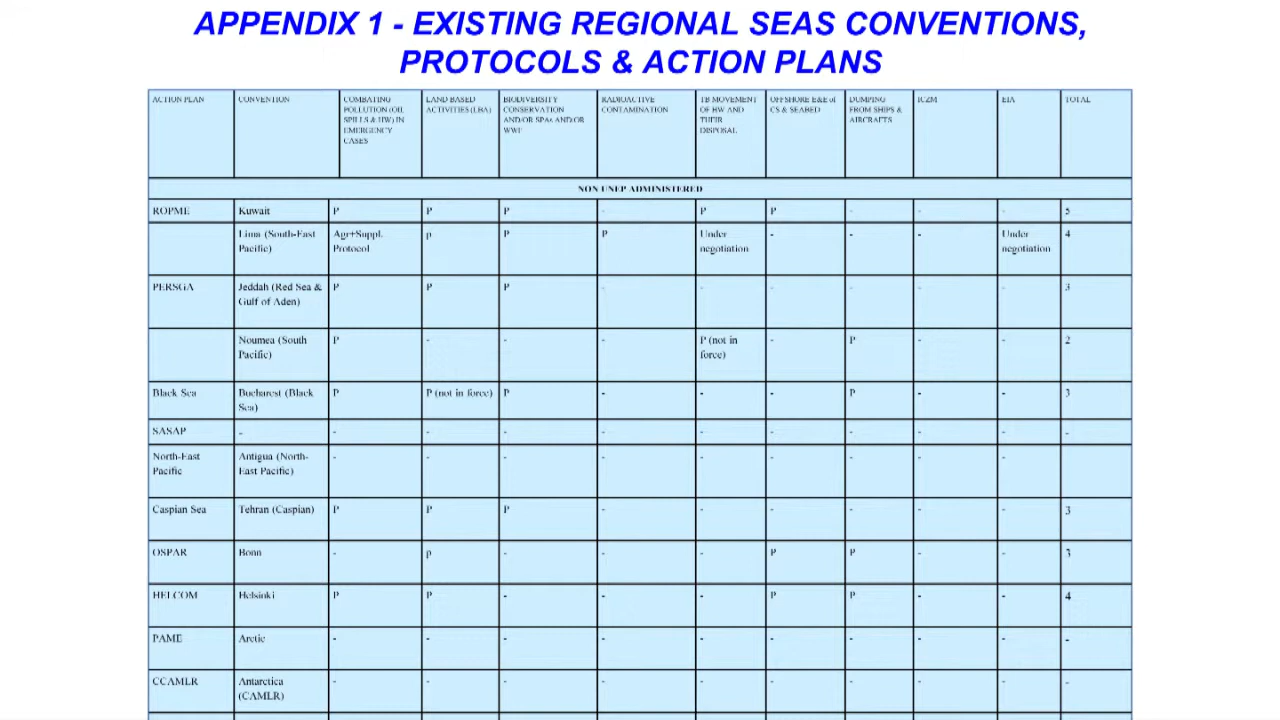 APPENDIX 1 - EXISTING REGIONAL SEAS CONVENTIONS,
PROTOCOLS & ACTION PLANS
ACTION PLAN CONVENTION COMBATING POLLUTION (OIL SPILLS & HW) IN EMERGENCY CASES LAND BASED ACTIVITIES (LBA) BIODIVERSITY CONSERVATION AND/OR SPAs AND/OR WWF RADIOACTIVE CONTAMINATION TB MOVEMENT OF HW AND THEIR DISPOSAL OFFSHORE E&E of CS & SEABED DUMPING FROM SHIPS & AIRCRAFTS ICZM EIA TOTAL
NON UNEP ADMINISTERED
ROPME Kuwait P P P - P P - - - 5
Lima (South-East Pacific) Agr+Suppl. Protocol p P P Under negotiation - - - Under negotiation 4
PERSGA Jeddah (Red Sea & Gulf of Aden) P P P - - - - - - 3
Noumea (South Pacific) P - - - P (not in force) - P - - 2
Black Sea Bucharest (Black Sea) P P (not in force) P - - - P - - 3
SASAP - - - - - - - - - - -
North-East Pacific Antigua (North-East Pacific) - - - - - - - - -
Caspian Sea Tehran (Caspian) P P P - - - - - - 3
OSPAR Bonn - p - - - P P - - 3
HELCOM Helsinki P P - - - P P - - 4
PAME Arctic - - - - - - - - - -
CCAMLR Antarctica (CAMLR) - - - - - - - - - -